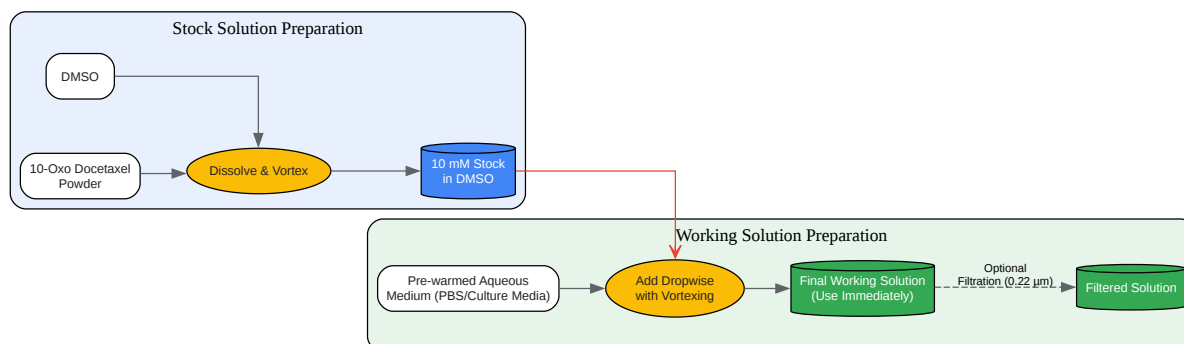 Stock Solution Preparation
DMSO
10-Oxo Docetaxel
Powder
Dissolve & Vortex
10 mM Stock
in DMSO
Working Solution Preparation
Pre-warmed Aqueous
Medium (PBS/Culture Media)
Add Dropwise
with Vortexing
Final Working Solution
(Use Immediately)
Optional
Filtration (0.22 µm)
Filtered Solution